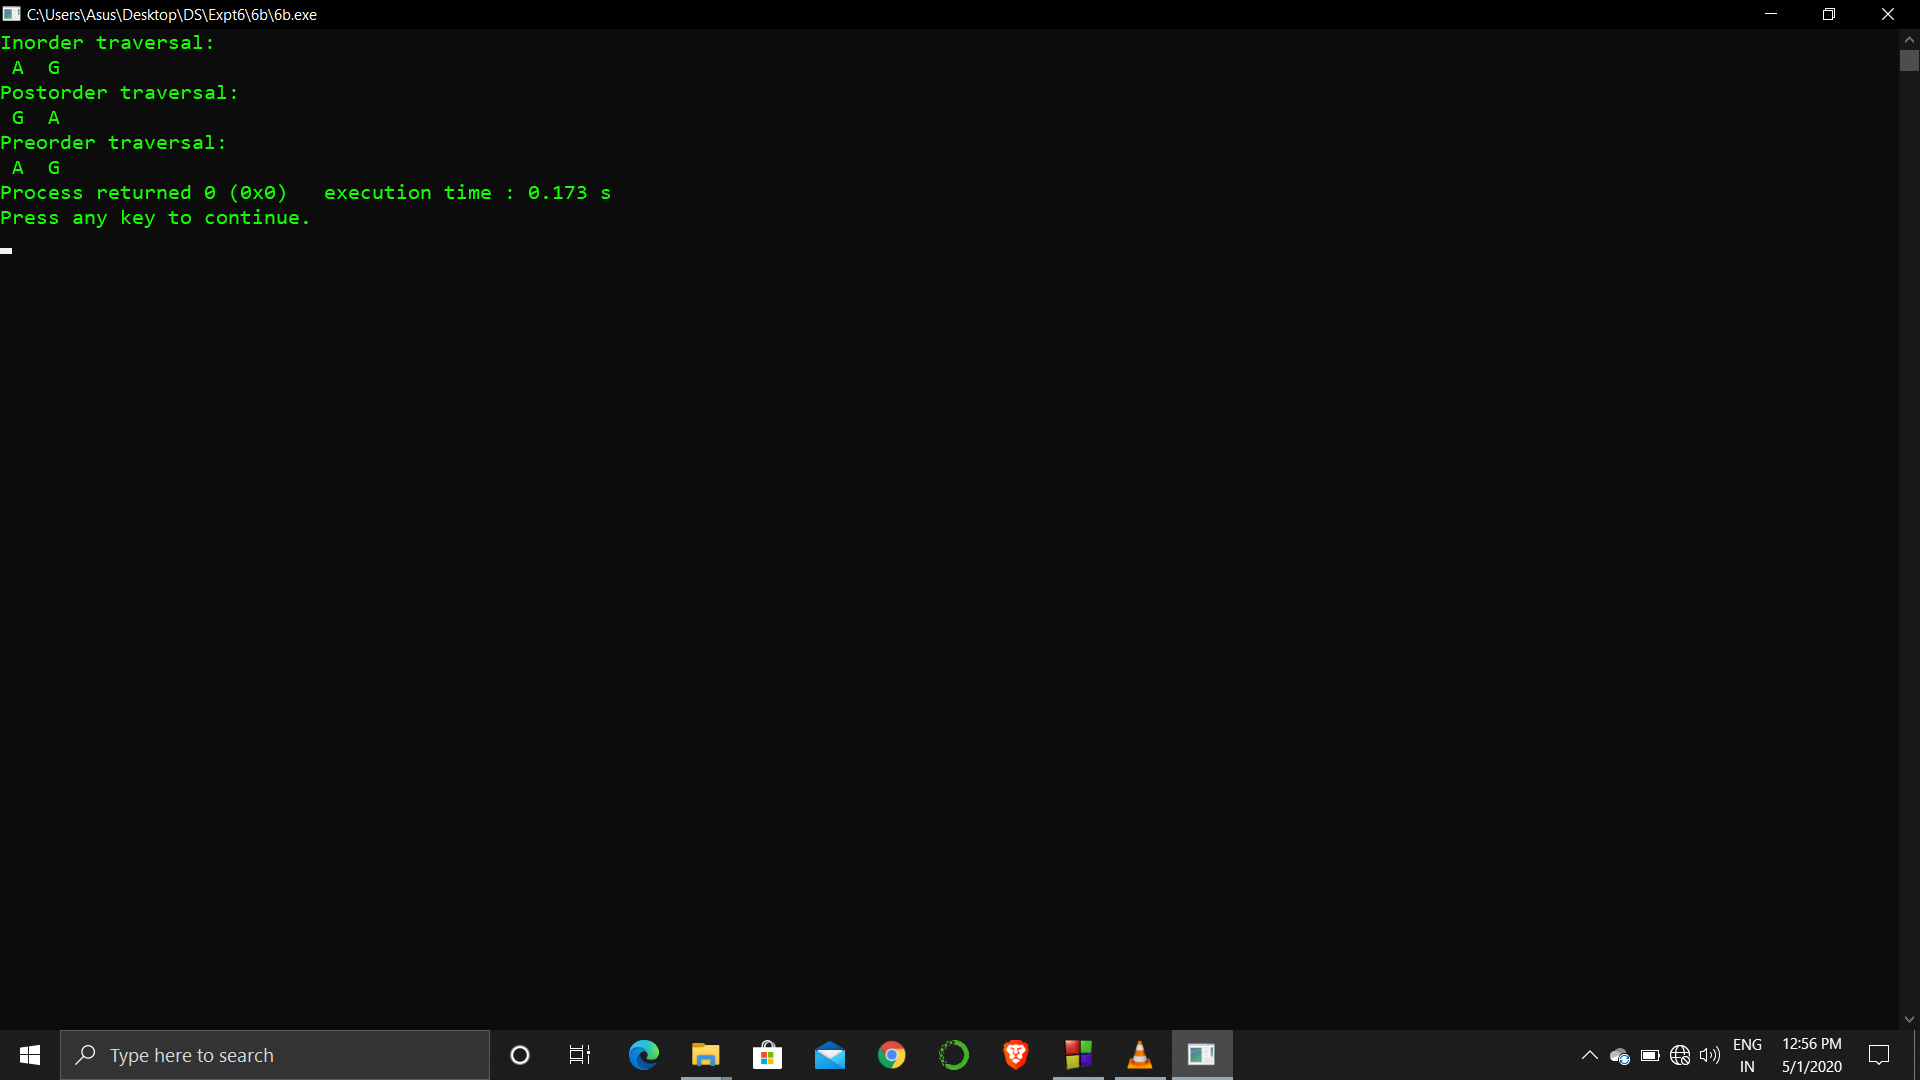 C:\Users\Asus\Desktop\DS\Expt6\6b\6b.exe
Inorder traversal:
 A  G
Postorder traversal:
 G  A
Preorder traversal:
 A  G
Process returned 0 (0x0)   execution time : 0.173 s
Press any key to continue.
Type here to search
ENG
IN
12:56 PM
5/1/2020